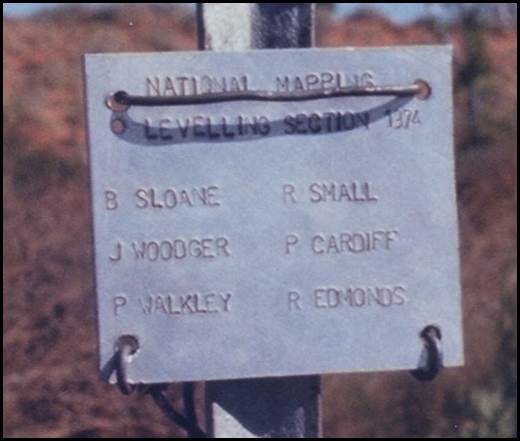 NATIONAL MAPPING
LEVELLING SECTION 1974
B SLOANE R SMALL
J WOODGER P CARDIFF
P WALKLEY R EDMONDS